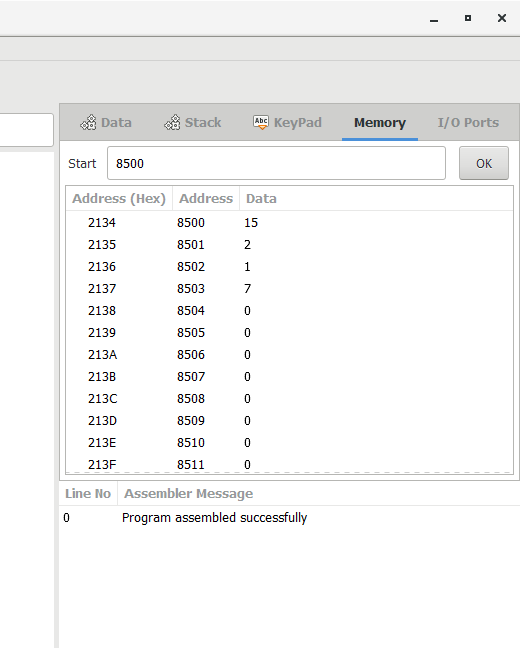 Data Stack Abc KeyPad Memory I/O Ports
Start 8500 OK
Address (Hex) Address Data
2134 8500 15
2135 8501 2
2136 8502 1
2137 8503 7
2138 8504 0
2139 8505 0
213A 8506 0
213B 8507 0
213C 8508 0
213D 8509 0
213E 8510 0
213F 8511 0
Line No Assembler Message
0 Program assembled successfully